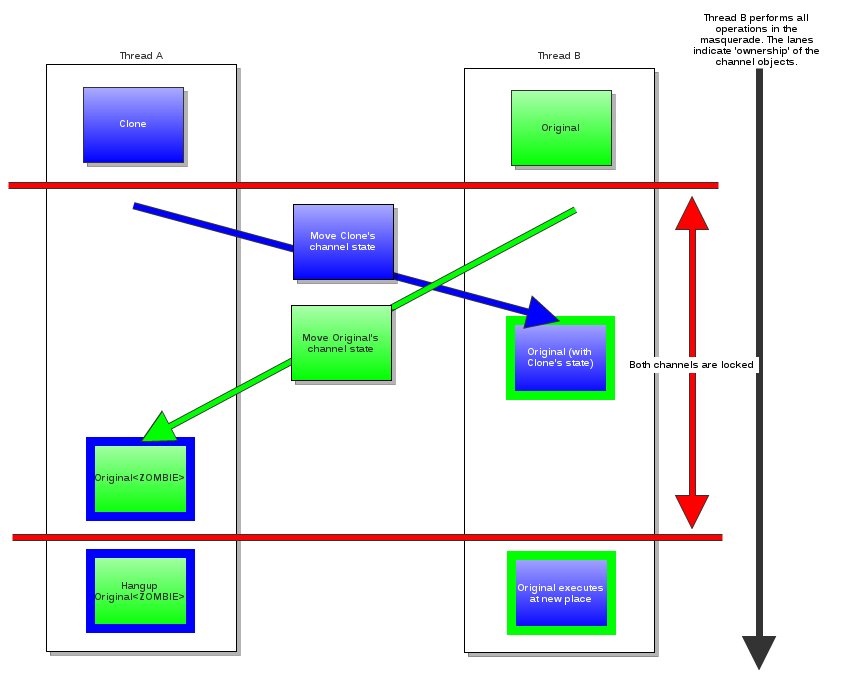 Thread B performs all
operations in the
masquerade. The lanes
indicate 'ownership' of the
channel objects.
Thread A
Thread B
Clone
Original
Move Clone's
channel state
Move Original's
channel state
Original (with
Clone's state)
Both channels are locked
Original<ZOMBIE>
Hangup
Original<ZOMBIE>
Original executes
at new place